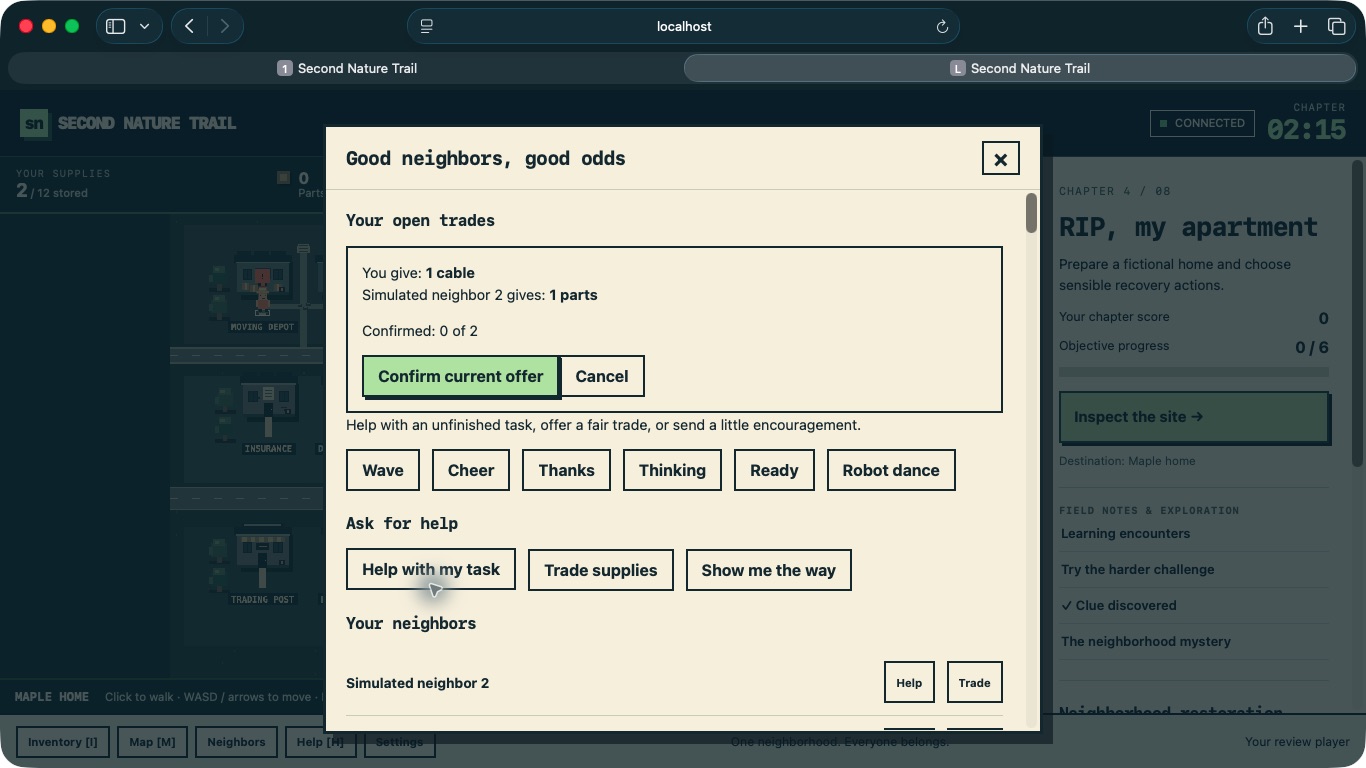 localhost
1 Second Nature Trail
L Second Nature Trail
sn SECOND NATURE TRAIL
CONNECTED
CHAPTER
02:15
YOUR SUPPLIES
2 / 12 stored
0
Parts
Good neighbors, good odds
×
Your open trades
You give: 1 cable
Simulated neighbor 2 gives: 1 parts
Confirmed: 0 of 2
Confirm current offer
Cancel
Help with an unfinished task, offer a fair trade, or send a little encouragement.
Wave
Cheer
Thanks
Thinking
Ready
Robot dance
Ask for help
Help with my task
Trade supplies
Show me the way
Your neighbors
Simulated neighbor 2
Help
Trade
MOVING DEPOT
INSURANCE
TRADING POST
CHAPTER 4 / 08
RIP, my apartment
Prepare a fictional home and choose
sensible recovery actions.
Your chapter score 0
Objective progress 0 / 6
Inspect the site →
Destination: Maple home
FIELD NOTES & EXPLORATION
Learning encounters
Try the harder challenge
✓ Clue discovered
The neighborhood mystery
Neighborhood restoration
MAPLE HOME
Click to walk · WASD / arrows to move ·
Inventory [I]
Map [M]
Neighbors
Help [H]
Settings
One neighborhood. Everyone belongs.
Your review player